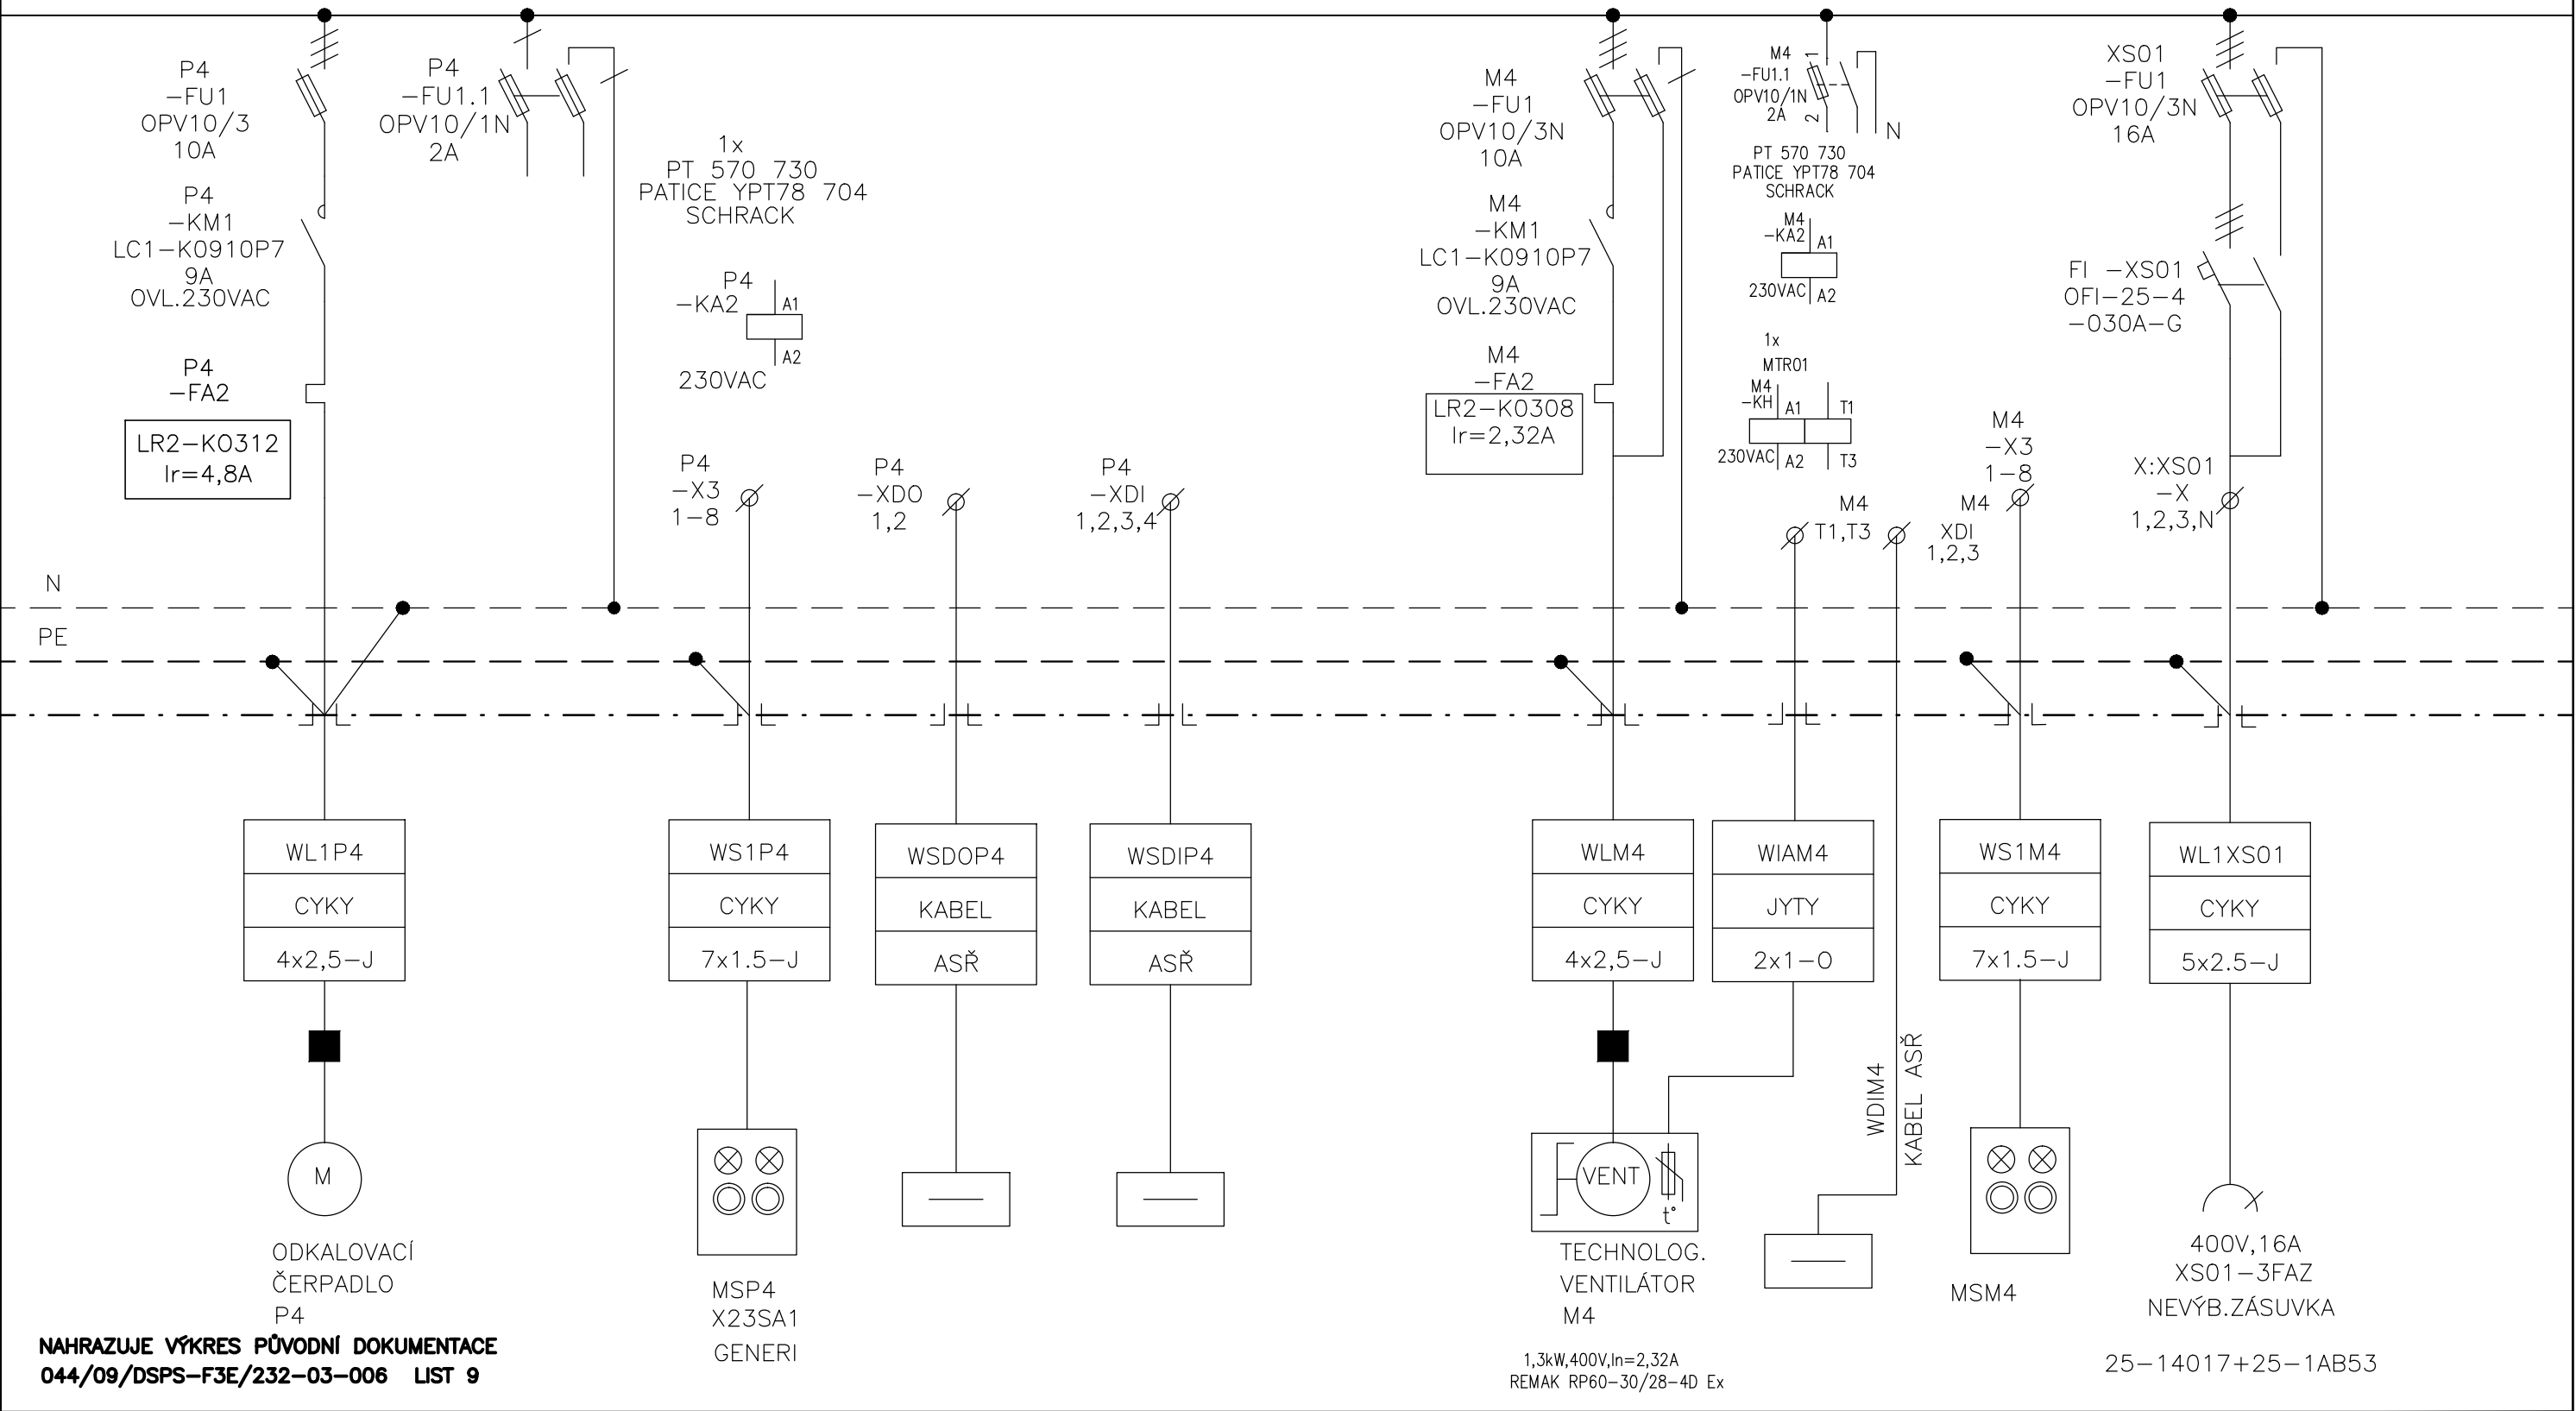 P4
-FU1
OPV10/3
10A
P4
-KM1
LC1-K0910P7
9A
OVL.230VAC
P4
-FA2
LR2-K0312
Ir=4,8A
P4
-FU1.1
OPV10/1N
2A
1x
PT 570 730
PATICE YPT78 704
SCHRACK
P4
-KA2
A1
A2
230VAC
P4
-X3
1-8
P4
-XDO
1,2
P4
-XDI
1,2,3,4
M4
-FU1
OPV10/3N
10A
M4
-KM1
LC1-K0910P7
9A
OVL.230VAC
M4
-FA2
LR2-K0308
Ir=2,32A
M4
-FU1.1
OPV10/1N
2A
1
2
N
PT 570 730
PATICE YPT78 704
SCHRACK
M4
-KA2
A1
230VAC
A2
1x
MTR01
M4
-KH
A1
T1
230VAC
A2
T3
M4
T1,T3
M4
XDI
1,2,3
M4
-X3
1-8
XS01
-FU1
OPV10/3N
16A
FI -XS01
OFI-25-4
-030A-G
X:XS01
-X
1,2,3,N
N
PE
WL1P4
CYKY
4x2,5-J
WS1P4
CYKY
7x1.5-J
WSDOP4
KABEL
ASŘ
WSDIP4
KABEL
ASŘ
WLM4
CYKY
4x2,5-J
WIAM4
JYTY
2x1-O
WS1M4
CYKY
7x1.5-J
WL1XS01
CYKY
5x2.5-J
WDIM4
KABEL ASŘ
M
ODKALOVACÍ
ČERPADLO
P4
MSP4
X23SA1
GENERI
VENT
t°
TECHNOLOG.
VENTILÁTOR
M4
1,3kW,400V,In=2,32A
REMAK RP60-30/28-4D Ex
MSM4
400V,16A
XS01-3FAZ
NEVÝB.ZÁSUVKA
25-14017+25-1AB53
NAHRAZUJE VÝKRES PŮVODNÍ DOKUMENTACE
044/09/DSPS-F3E/232-03-006 LIST 9